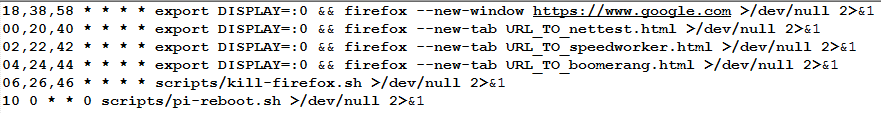 18,38,58 * * * * export DISPLAY=:0 && firefox --new-window https://www.google.com >/dev/null 2>&1
00,20,40 * * * * export DISPLAY=:0 && firefox --new-tab URL_TO_nettest.html >/dev/null 2>&1
02,22,42 * * * * export DISPLAY=:0 && firefox --new-tab URL_TO_speedworker.html >/dev/null 2>&1
04,24,44 * * * * export DISPLAY=:0 && firefox --new-tab URL_TO_boomerang.html >/dev/null 2>&1
06,26,46 * * * * scripts/kill-firefox.sh >/dev/null 2>&1
10 0 * * 0 scripts/pi-reboot.sh >/dev/null 2>&1